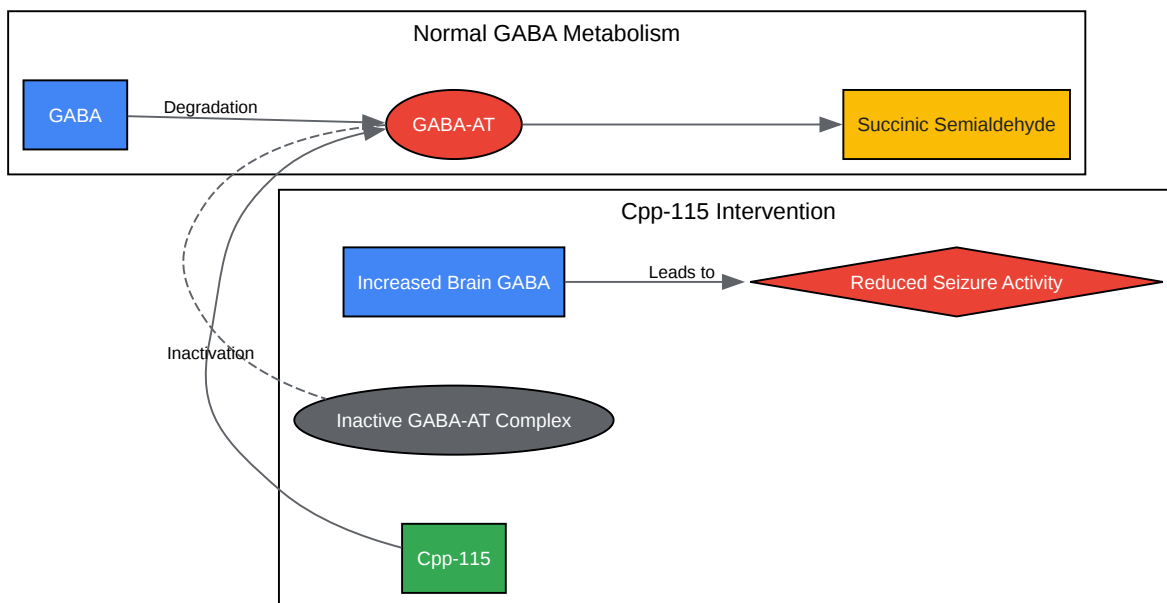 Normal GABA Metabolism
GABA
Degradation
GABA-AT
Succinic Semialdehyde
Cpp-115 Intervention
Increased Brain GABA
Leads to
Reduced Seizure Activity
Inactivation
Inactive GABA-AT Complex
Cpp-115